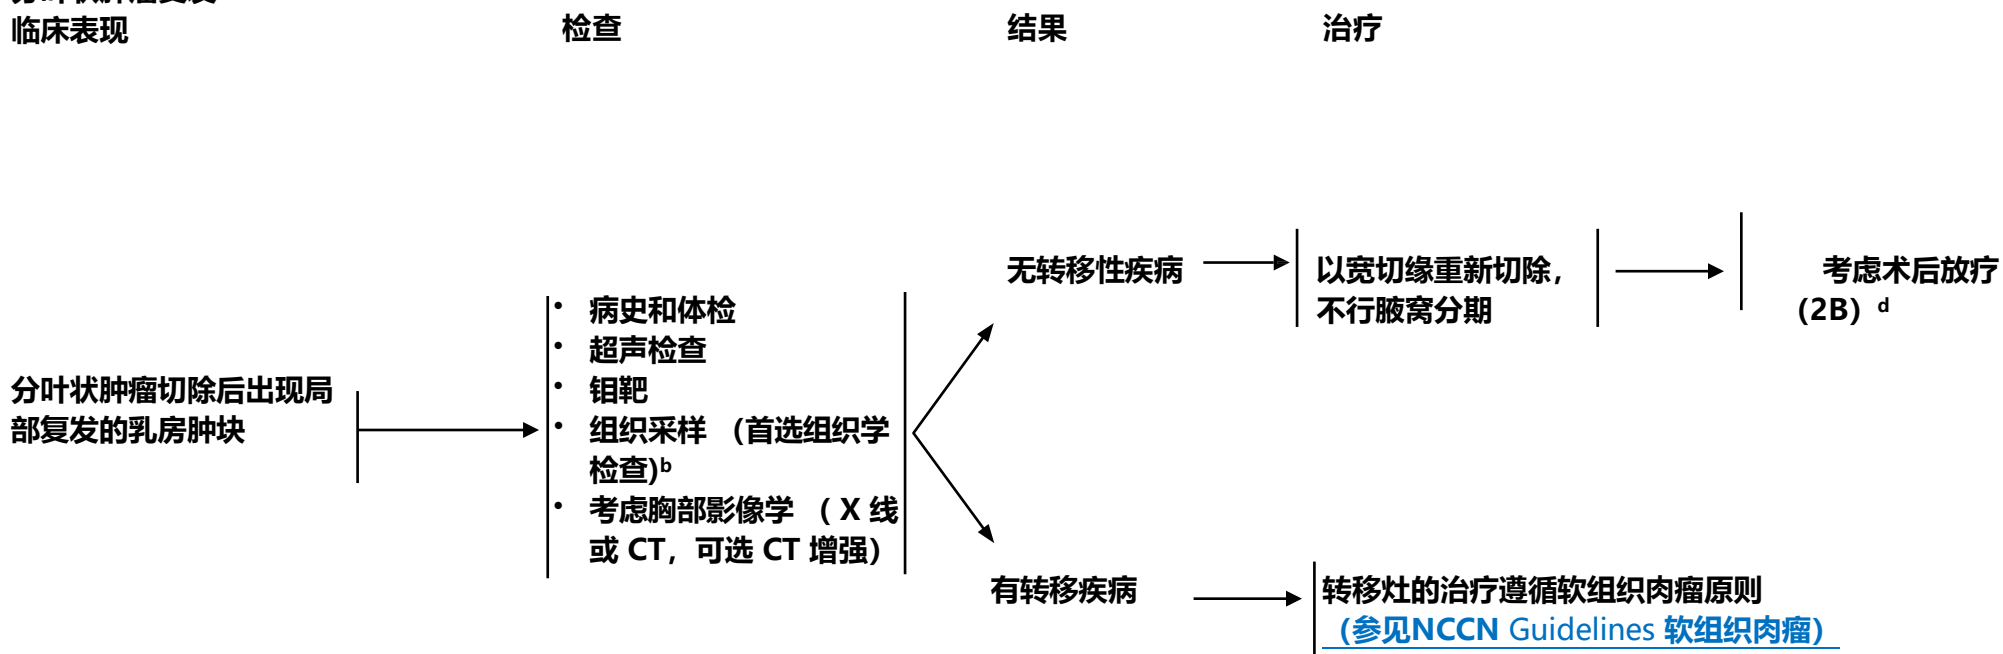 临床表现
检查
结果
治疗
分叶状肿瘤切除后出现局
部复发的乳房肿块
• 病史和体检
• 超声检查
• 钼靶
• 组织采样 （首选组织学
检查)ᵇ
• 考虑胸部影像学 （ X 线
或 CT，可选 CT 增强）
无转移性疾病
以宽切缘重新切除，
不行腋窝分期
考虑术后放疗
（2B）ᵈ
有转移疾病
转移灶的治疗遵循软组织肉瘤原则
（参见NCCN Guidelines 软组织肉瘤）